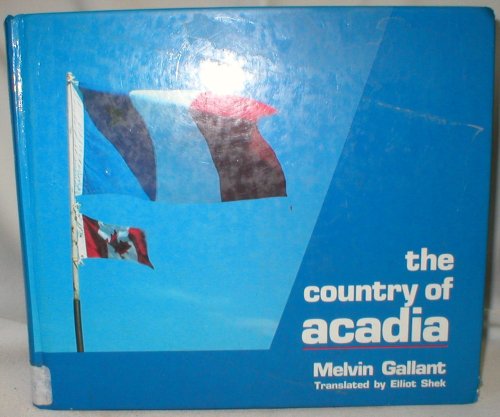 the
country of
acadia
Melvin Gallant
Translated by Elliot Shek